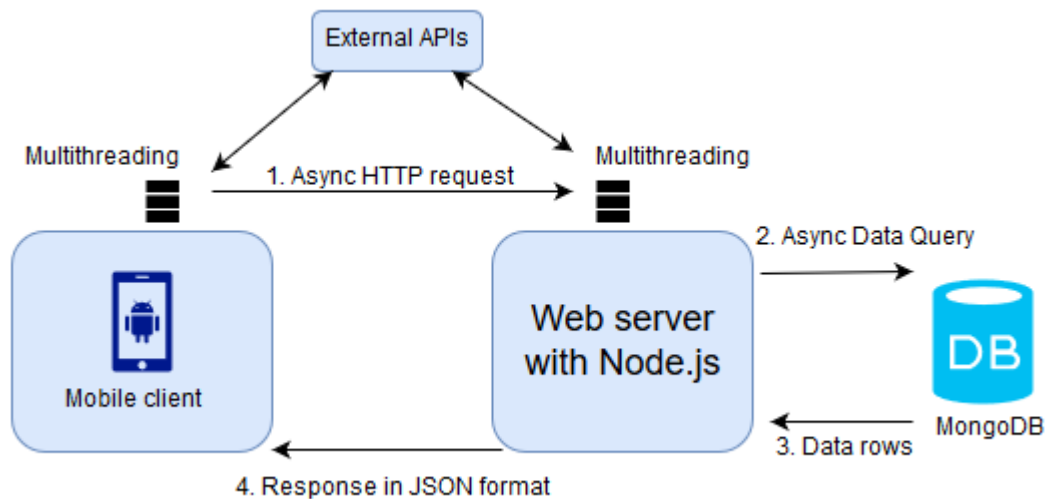 External APIs
Multithreading
Multithreading
1. Async HTTP request
2. Async Data Query
Web server
with Node.js
DB
Mobile client
MongoDB
3. Data rows
4. Response in JSON format